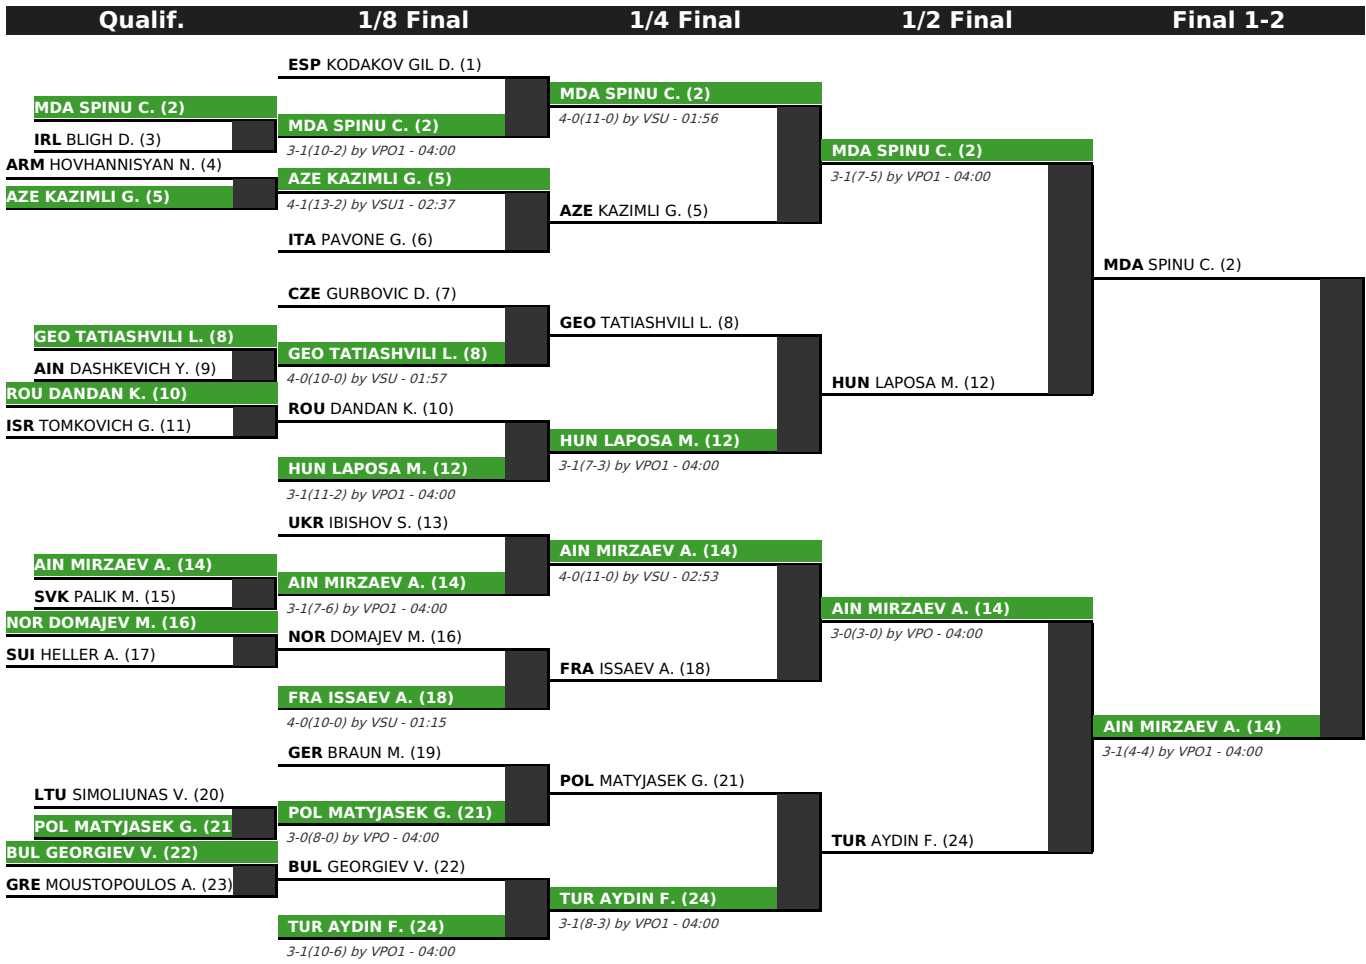 Qualif.
1/8 Final
1/4 Final
1/2 Final
Final 1-2
MDA SPINU C. (2)
IRL BLIGH D. (3)
ARM HOVHANNISYAN N. (4)
AZE KAZIMLI G. (5)
GEO TATIASHVILI L. (8)
AIN DASHKEVICH Y. (9)
ROU DANDAN K. (10)
ISR TOMKOVICH G. (11)
AIN MIRZAEV A. (14)
SVK PALIK M. (15)
NOR DOMAJEV M. (16)
SUI HELLER A. (17)
LTU SIMOLIUNAS V. (20)
POL MATYJASEK G. (21
BUL GEORGIEV V. (22)
GRE MOUSTOPOULOS A. (23)
ESP KODAKOV GIL D. (1)
MDA SPINU C. (2)
3-1(10-2) by VPO1 - 04:00
AZE KAZIMLI G. (5)
4-1(13-2) by VSU1 - 02:37
ITA PAVONE G. (6)
CZE GURBOVIC D. (7)
GEO TATIASHVILI L. (8)
4-0(10-0) by VSU - 01:57
ROU DANDAN K. (10)
HUN LAPOSA M. (12)
3-1(11-2) by VPO1 - 04:00
UKR IBISHOV S. (13)
AIN MIRZAEV A. (14)
3-1(7-6) by VPO1 - 04:00
NOR DOMAJEV M. (16)
FRA ISSAEV A. (18)
4-0(10-0) by VSU - 01:15
GER BRAUN M. (19)
POL MATYJASEK G. (21)
3-0(8-0) by VPO - 04:00
BUL GEORGIEV V. (22)
TUR AYDIN F. (24)
3-1(10-6) by VPO1 - 04:00
MDA SPINU C. (2)
4-0(11-0) by VSU - 01:56
AZE KAZIMLI G. (5)
GEO TATIASHVILI L. (8)
HUN LAPOSA M. (12)
3-1(7-3) by VPO1 - 04:00
AIN MIRZAEV A. (14)
4-0(11-0) by VSU - 02:53
FRA ISSAEV A. (18)
POL MATYJASEK G. (21)
TUR AYDIN F. (24)
3-1(8-3) by VPO1 - 04:00
MDA SPINU C. (2)
3-1(7-5) by VPO1 - 04:00
HUN LAPOSA M. (12)
AIN MIRZAEV A. (14)
3-0(3-0) by VPO - 04:00
TUR AYDIN F. (24)
MDA SPINU C. (2)
AIN MIRZAEV A. (14)
3-1(4-4) by VPO1 - 04:00